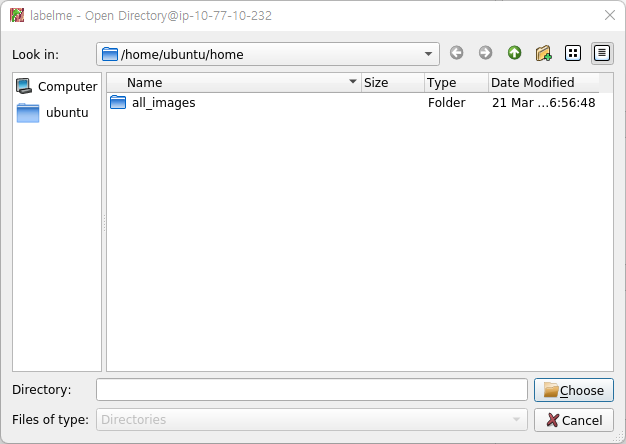 labelme - Open Directory@ip-10-77-10-232
Look in: /home/ubuntu/home
Computer
ubuntu
Name Size Type Date Modified
all_images Folder 21 Mar ...6:56:48
Directory: Choose
Files of type: Directories Cancel